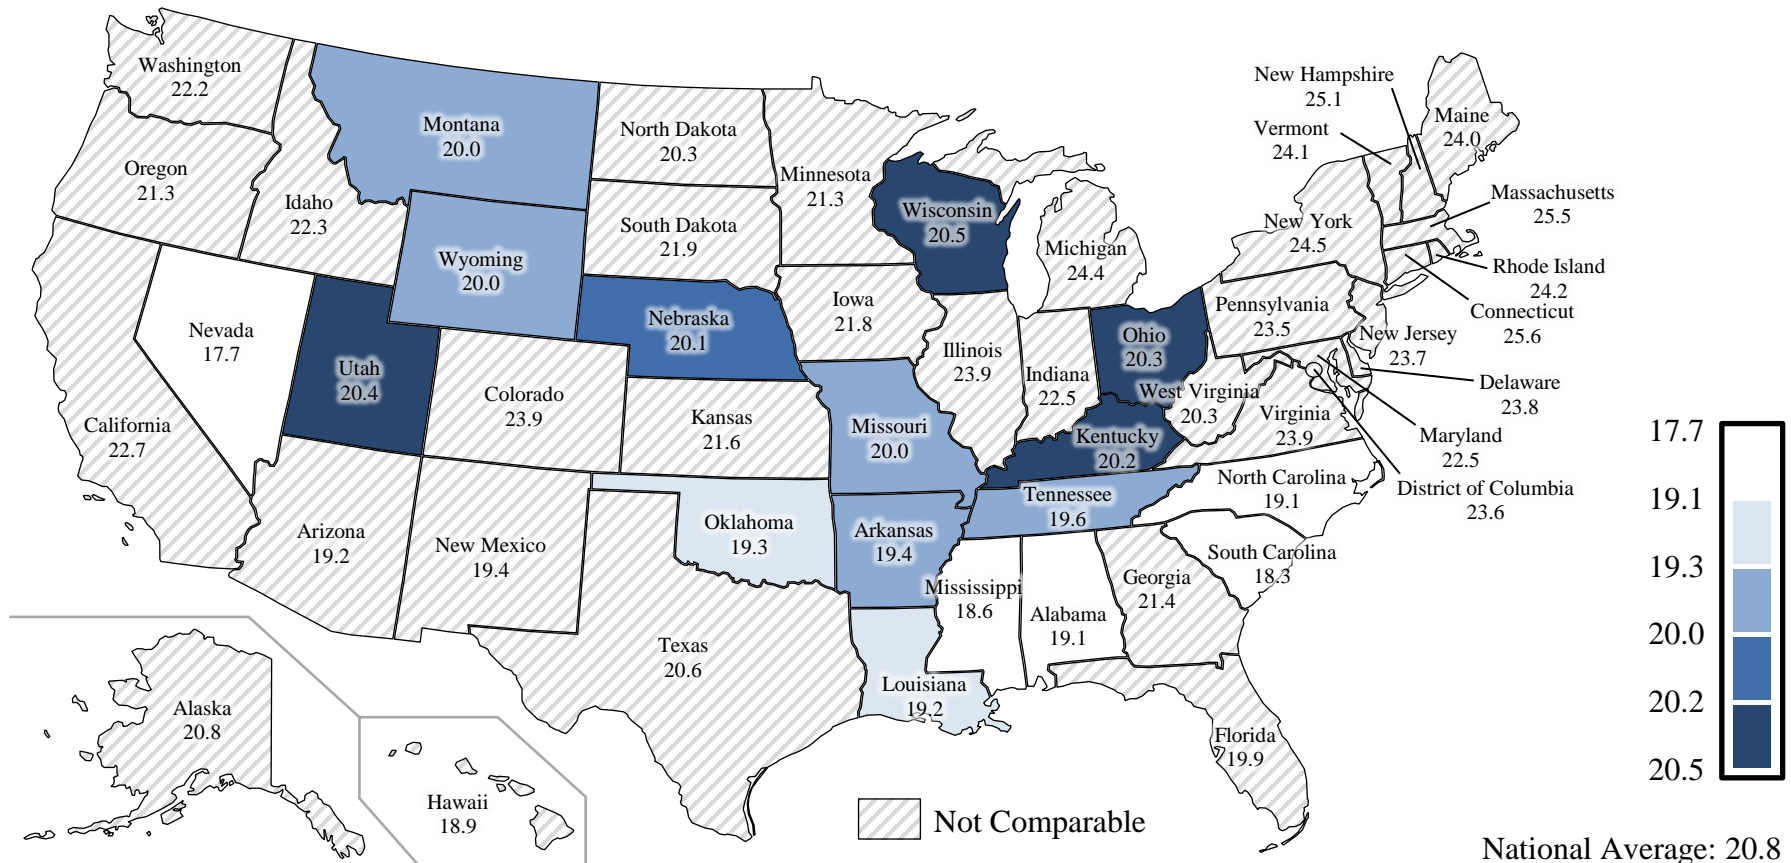 Washington
22.2
Oregon
21.3
Idaho
22.3
Montana
20.0
Wyoming
20.0
North Dakota
20.3
South Dakota
21.9
Minnesota
21.3
Wisconsin
20.5
Michigan
24.4
New Hampshire
25.1
Vermont
24.1
Maine
24.0
Massachusetts
25.5
New York
24.5
Rhode Island
24.2
Connecticut
25.6
Pennsylvania
23.5
New Jersey
23.7
Delaware
23.8
Maryland
22.5
District of Columbia
23.6
Nevada
17.7
Utah
20.4
California
22.7
Colorado
23.9
Nebraska
20.1
Iowa
21.8
Illinois
23.9
Indiana
22.5
Ohio
20.3
West Virginia
20.3
Virginia
23.9
Kansas
21.6
Missouri
20.0
Kentucky
20.2
Tennessee
19.6
North Carolina
19.1
South Carolina
18.3
Arizona
19.2
New Mexico
19.4
Oklahoma
19.3
Arkansas
19.4
Mississippi
18.6
Alabama
19.1
Georgia
21.4
Texas
20.6
Louisiana
19.2
Florida
19.9
Alaska
20.8
Hawaii
18.9
Not Comparable
17.7
19.1
19.3
20.0
20.2
20.5
National Average: 20.8